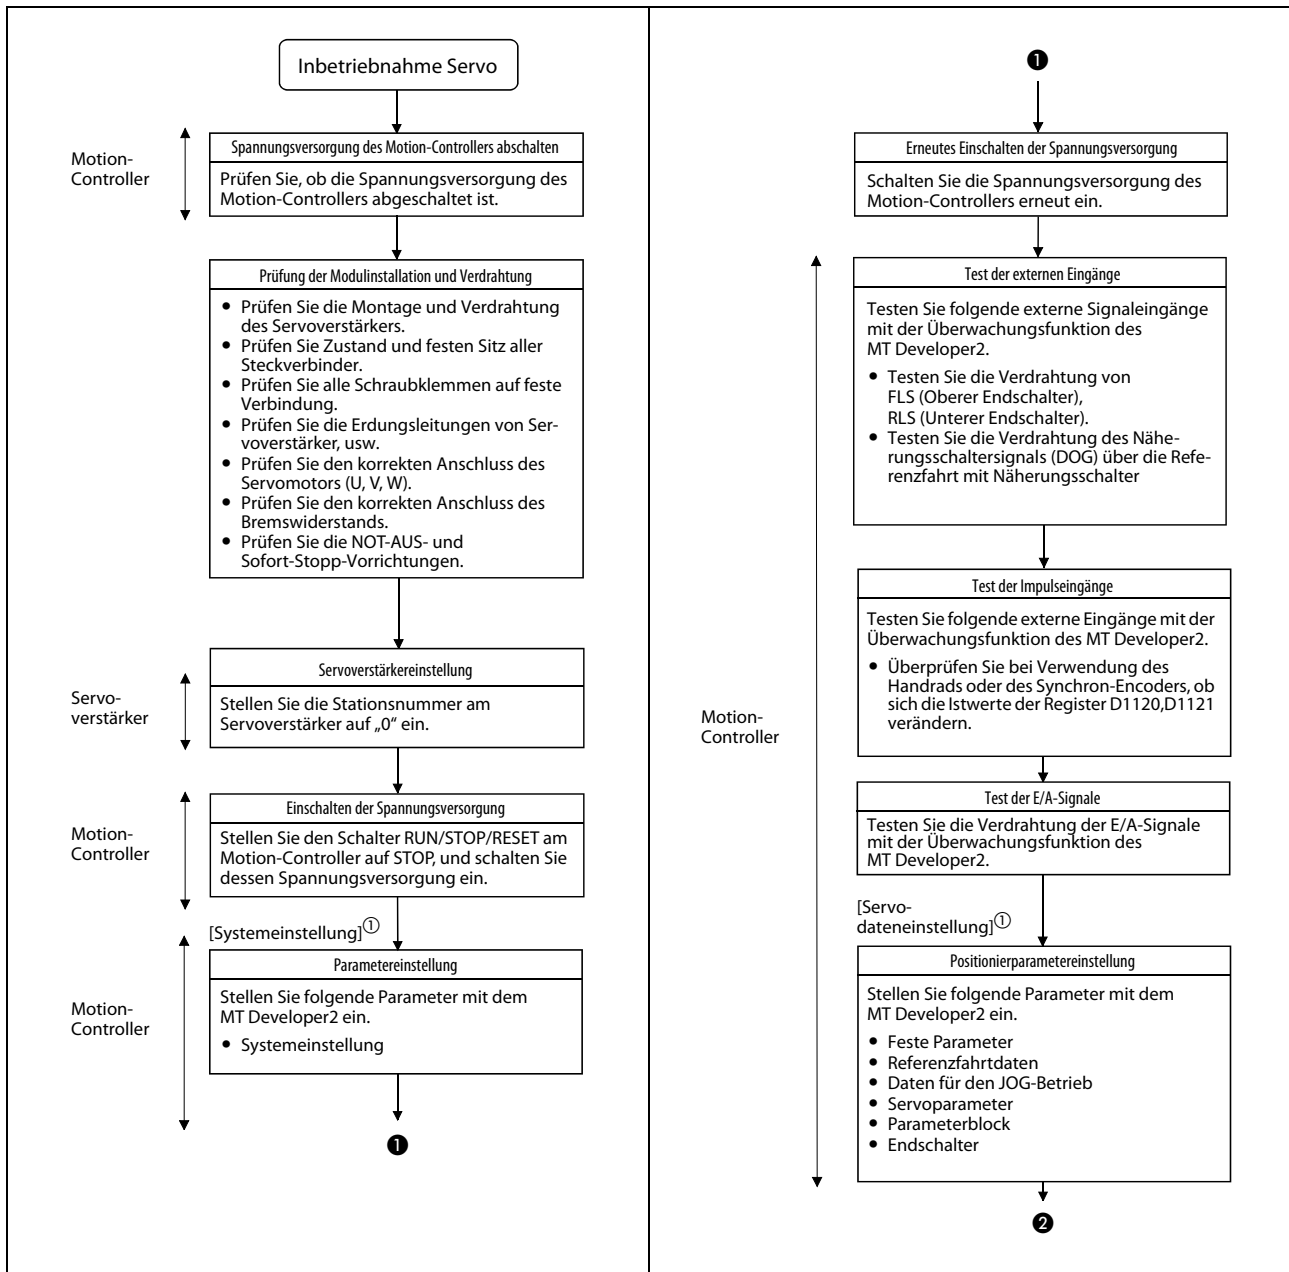 Inbetriebnahme Servo
Motion-
Controller
Spannungsversorgung des Motion-Controllers abschalten
Prüfen Sie, ob die Spannungsversorgung des
Motion-Controllers abgeschaltet ist.
Prüfung der Modulinstallation und Verdrahtung
• Prüfen Sie die Montage und Verdrahtung
des Servoverstärkers.
• Prüfen Sie Zustand und festen Sitz aller
Steckverbinder.
• Prüfen Sie alle Schraubklemmen auf feste
Verbindung.
• Prüfen Sie die Erdungsleitungen von Ser-
voverstärker, usw.
• Prüfen Sie den korrekten Anschluss des
Servomotors (U, V, W).
• Prüfen Sie den korrekten Anschluss des
Bremswiderstands.
• Prüfen Sie die NOT-AUS- und
Sofort-Stopp-Vorrichtungen.
Servo-
verstärker
Servoverstärkereinstellung
Stellen Sie die Stationsnummer am
Servoverstärker auf „0“ ein.
Motion-
Controller
Einschalten der Spannungsversorgung
Stellen Sie den Schalter RUN/STOP/RESET am
Motion-Controller auf STOP, und schalten Sie
dessen Spannungsversorgung ein.
[Systemeinstellung]①
Motion-
Controller
Parametereinstellung
Stellen Sie folgende Parameter mit dem
MT Developer2 ein.
• Systemeinstellung
❶
❶
Erneutes Einschalten der Spannungsversorgung
Schalten Sie die Spannungsversorgung des
Motion-Controllers erneut ein.
Motion-
Controller
Test der externen Eingänge
Testen Sie folgende externe Signaleingänge
mit der Überwachungsfunktion des
MT Developer2.
• Testen Sie die Verdrahtung von
FLS (Oberer Endschalter),
RLS (Unterer Endschalter).
• Testen Sie die Verdrahtung des Nähe-
rungsschaltersignals (DOG) über die Refe-
renzfahrt mit Näherungsschalter
Test der Impulseingänge
Testen Sie folgende externe Eingänge mit der
Überwachungsfunktion des MT Developer2.
• Überprüfen Sie bei Verwendung des
Handrads oder des Synchron-Encoders, ob
sich die Istwerte der Register D1120,D1121
verändern.
Test der E/A-Signale
Testen Sie die Verdrahtung der E/A-Signale
mit der Überwachungsfunktion des
MT Developer2.
[Servo-
dateneinstellung]①
Positionierparametereinstellung
Stellen Sie folgende Parameter mit dem
MT Developer2 ein.
• Feste Parameter
• Referenzfahrtdaten
• Daten für den JOG-Betrieb
• Servoparameter
• Parameterblock
• Endschalter
❷